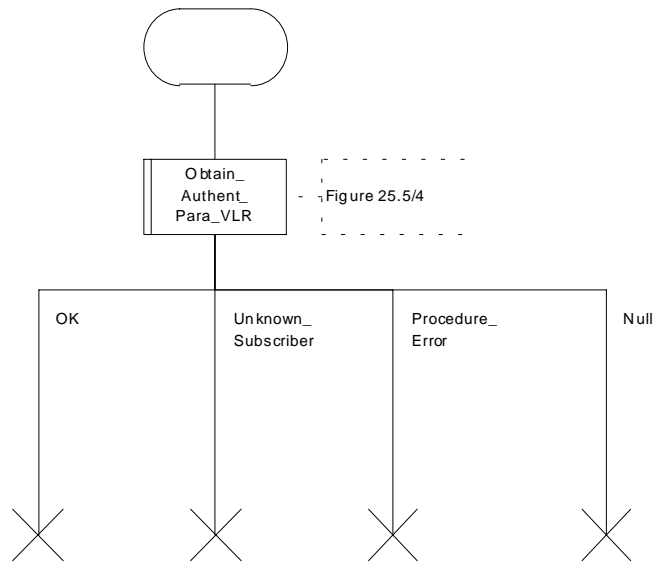 Obtain_
Authent_
Para_VLR
Figure 25.5/4
OK
Unknown_
Subscriber
Procedure_
Error
Null